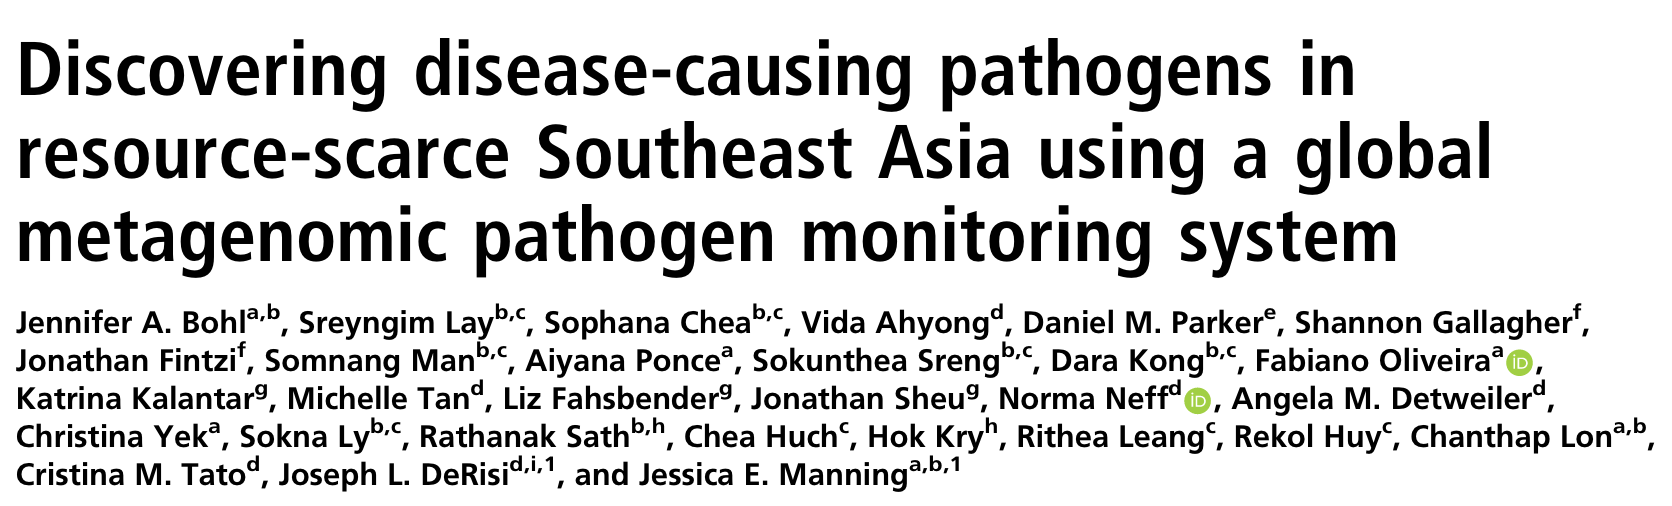 Discovering disease-causing pathogens in
resource-scarce Southeast Asia using a global
metagenomic pathogen monitoring system
Jennifer A. Bohla,b, Sreyngim Layb,c, Sophana Cheab,c, Vida Ahyongd, Daniel M. Parkere, Shannon Gallagherf,
Jonathan Fintzif, Somnang Manb,c, Aiyana Poncea, Sokunthea Srengb,c, Dara Kongb,c, Fabiano Oliveiraa iD,
Katrina Kalantarg, Michelle Tand, Liz Fahsbenderg, Jonathan Sheug, Norma Neffd iD, Angela M. Detweilerd,
Christina Yeka, Sokna Lyb,c, Rathanak Sathb,h, Chea Huchc, Hok Kryh, Rithea Leangc, Rekol Huyc, Chanthap Lona,b,
Cristina M. Tatod, Joseph L. DeRisid,i,1, and Jessica E. Manninga,b,1